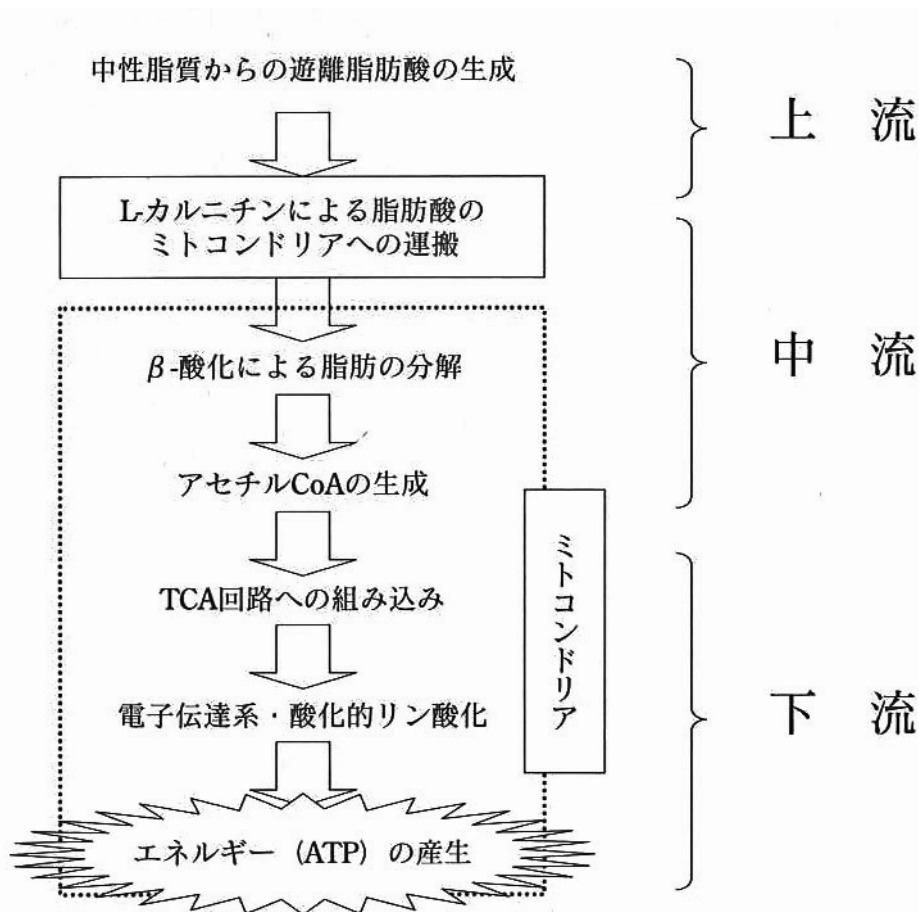 中性脂質からの遊離脂肪酸の生成
上 流
L-カルニチンによる脂肪酸の
ミトコンドリアへの運搬
β-酸化による脂肪の分解
中 流
アセチルCoAの生成
ミトコンドリア
TCA回路への組み込み
電子伝達系・酸化的リン酸化
下 流
エネルギー（ATP）の産生